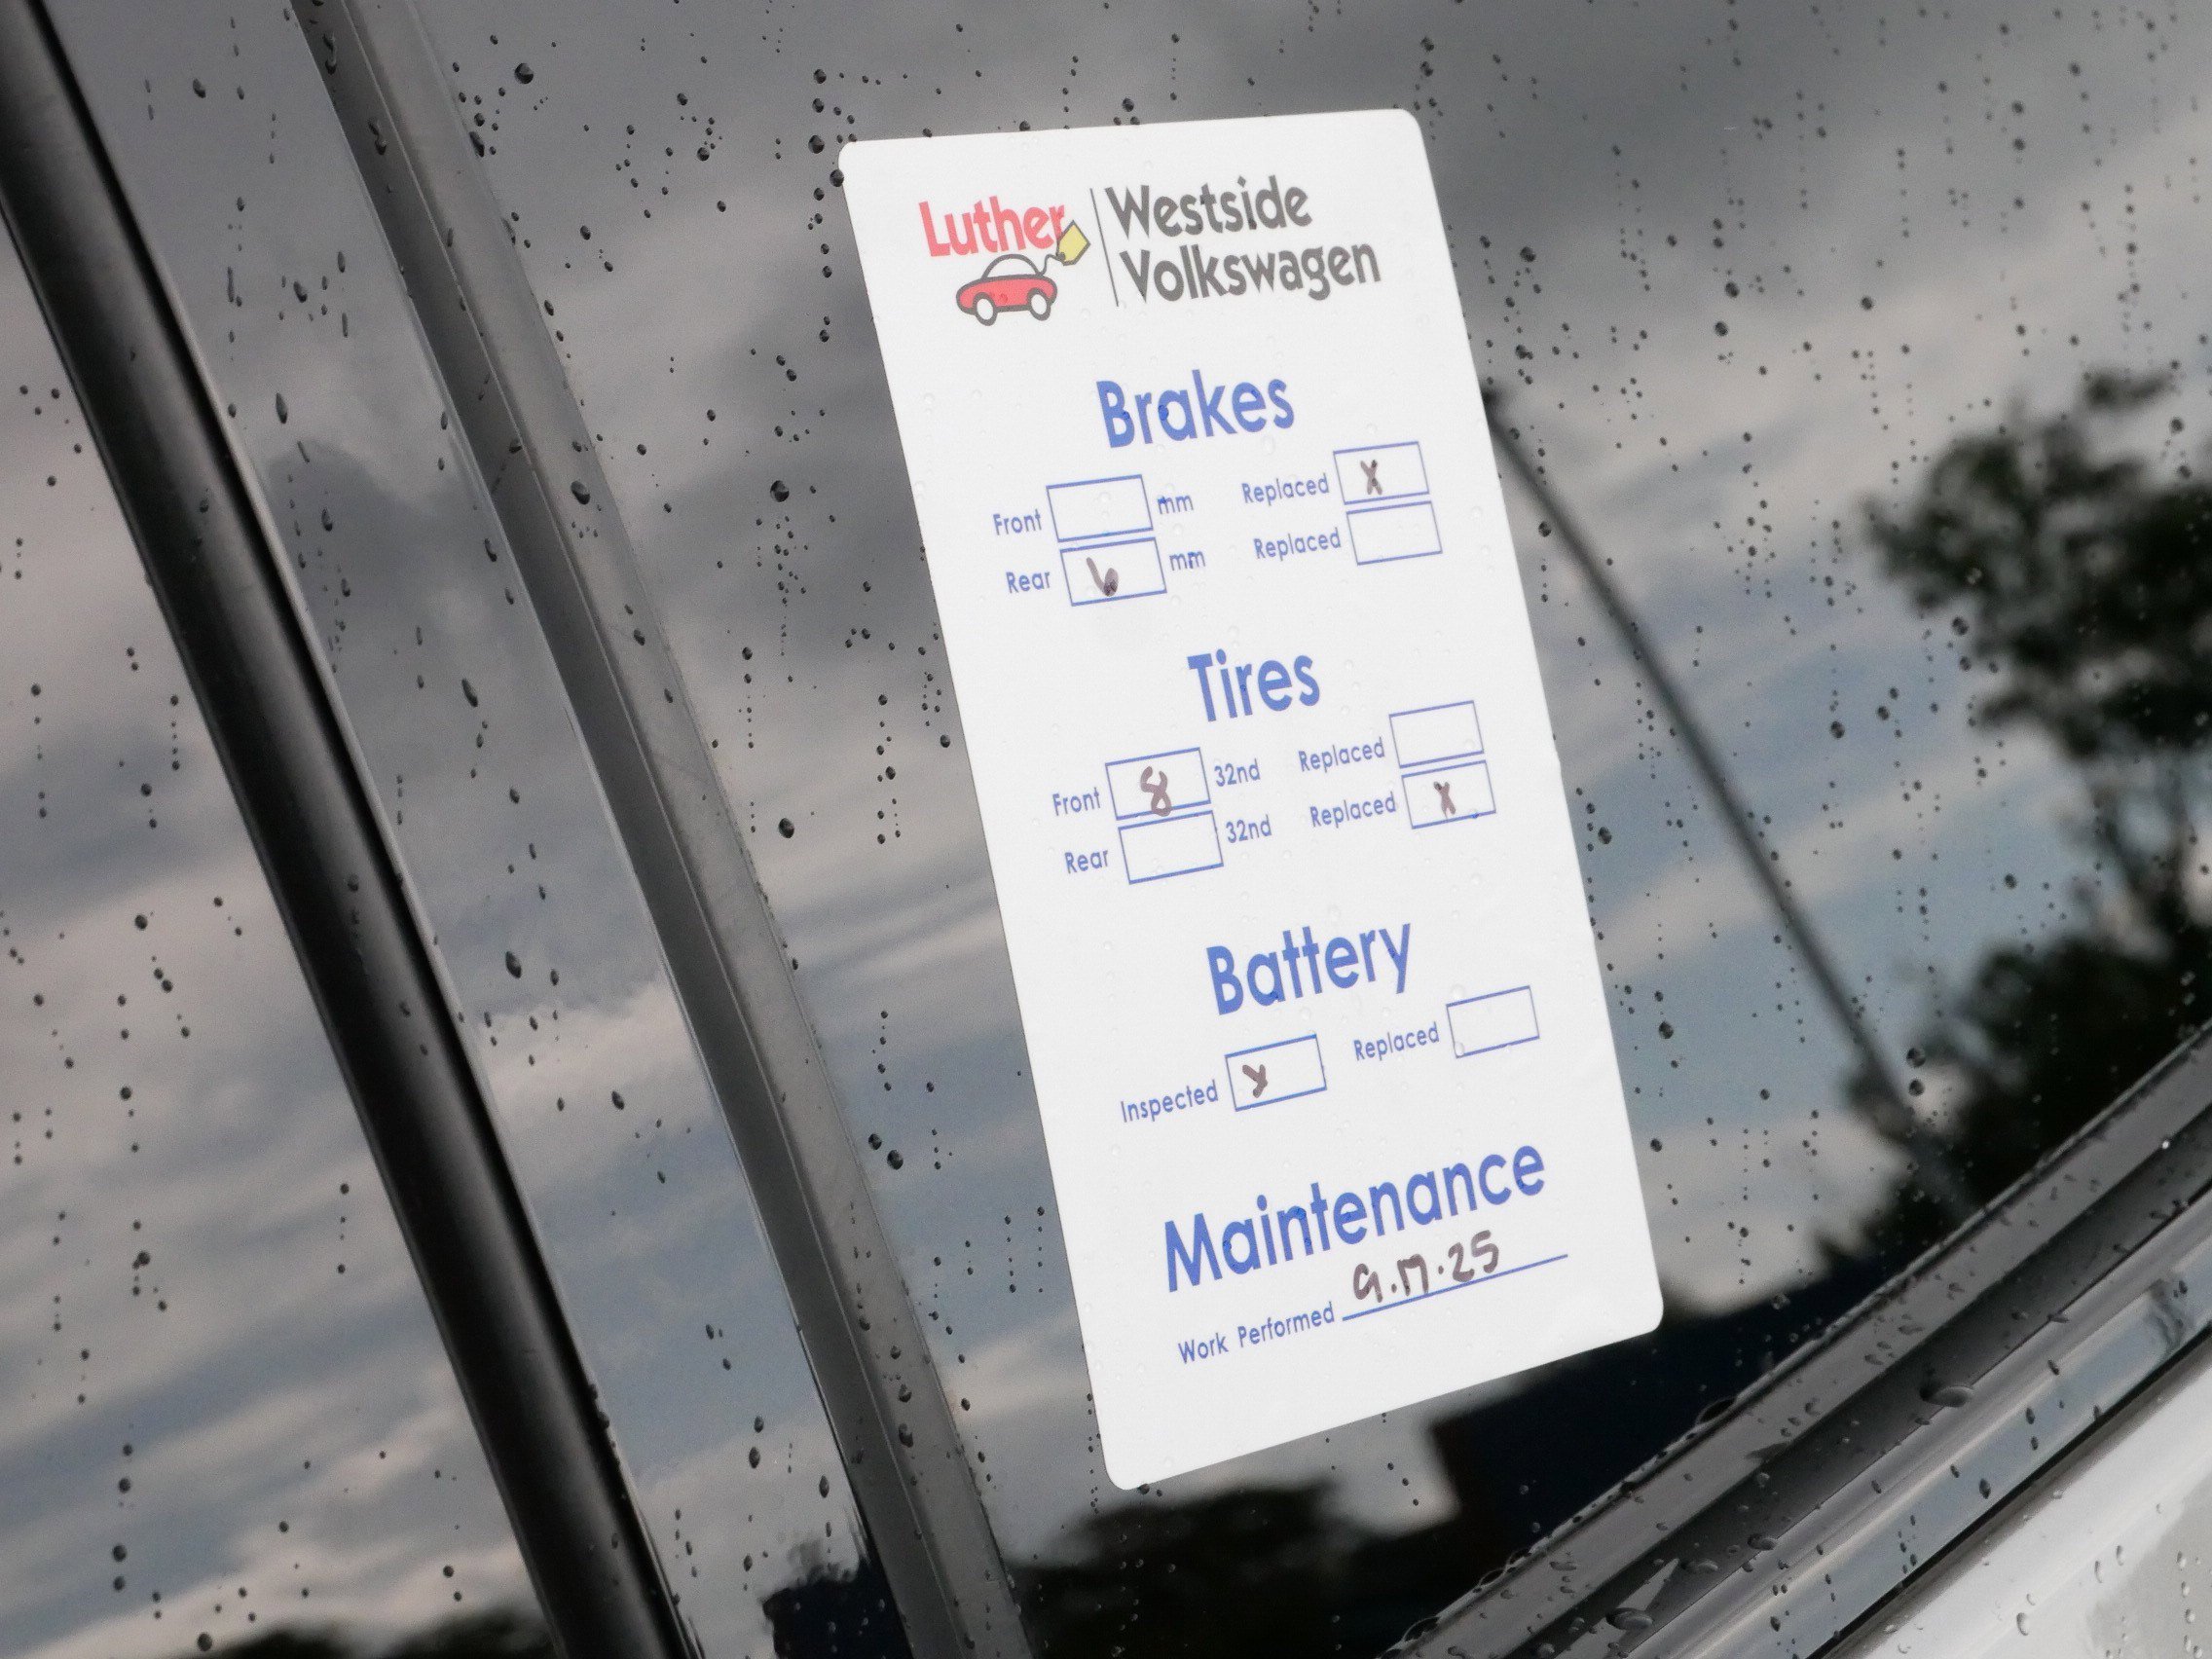 Luther Westside
Volkswagen
Brakes
Front mm Replaced X
Rear 6 mm Replaced
Tires
Front 8 32nd Replaced
Rear 32nd Replaced X
Battery
Inspected X Replaced
Maintenance
Work Performed 9.17.25